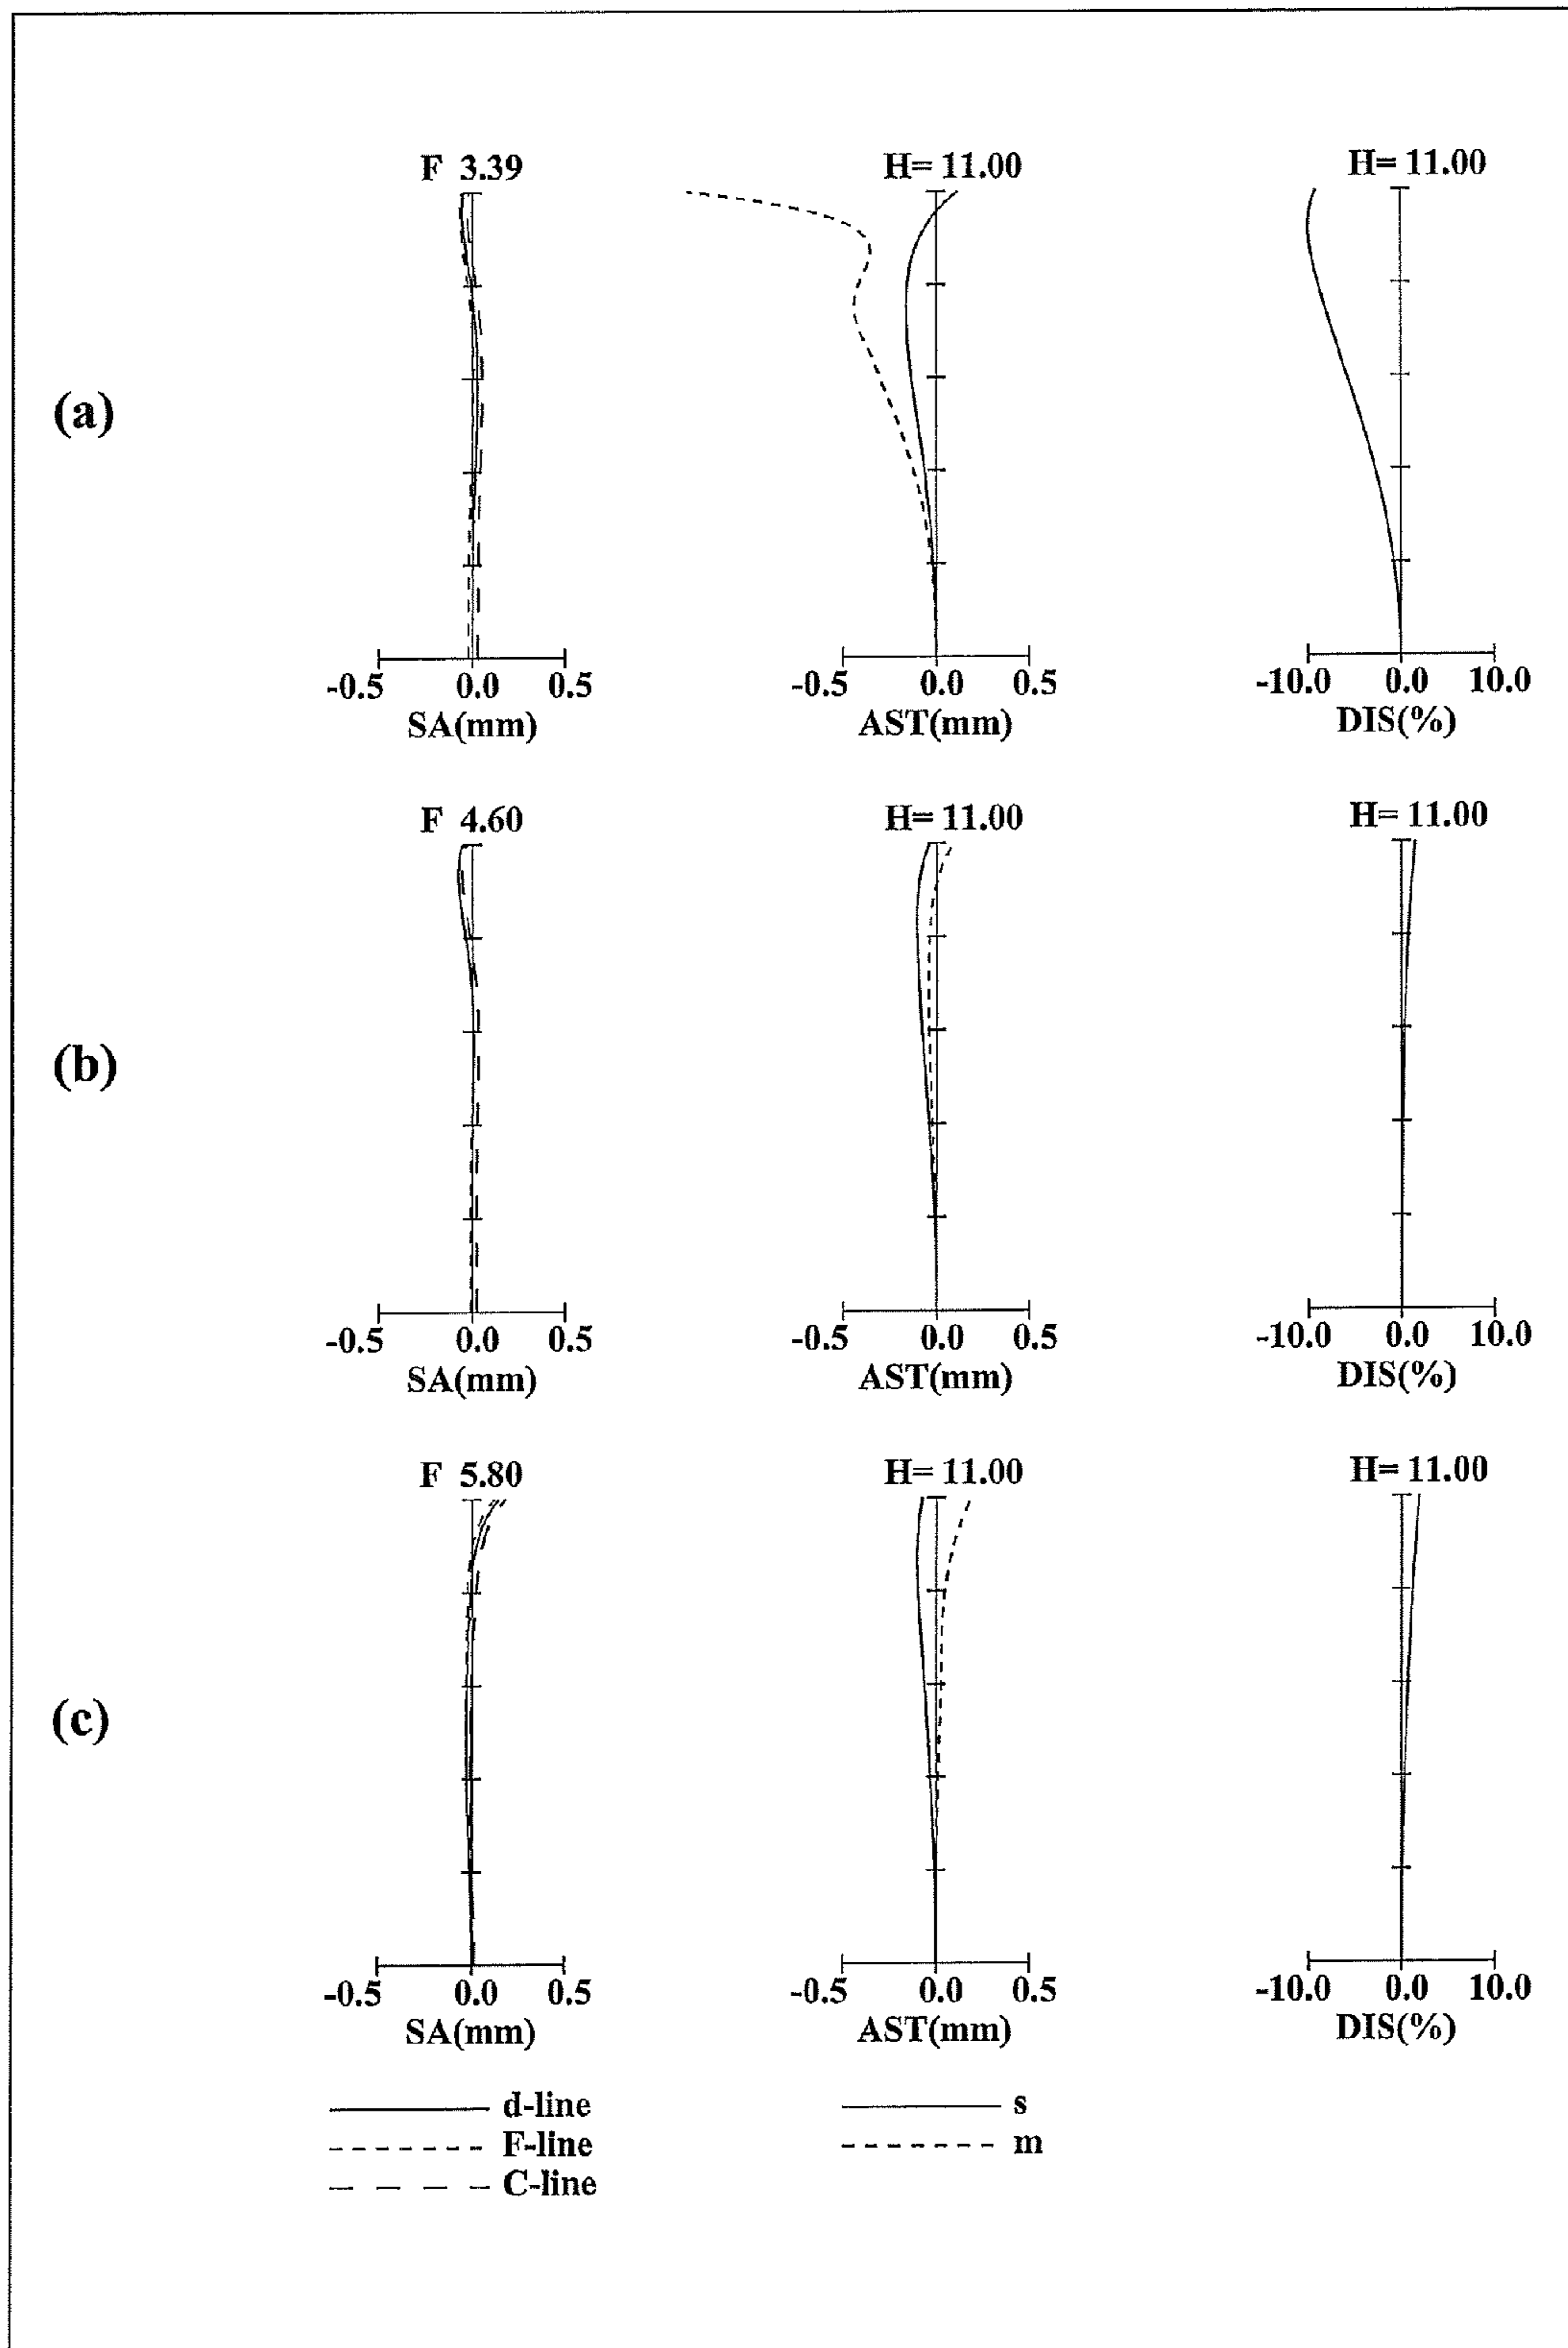 F 3.39 H= 11.00 H= 11.00
(a)
-0.5 0.0 0.5 -0.5 0.0 0.5 -10.0 0.0 10.0
SA(mm) AST(mm) DIS(%)
F 4.60 H= 11.00 H= 11.00
(b)
-0.5 0.0 0.5 -0.5 0.0 0.5 -10.0 0.0 10.0
SA(mm) AST(mm) DIS(%)
F 5.80 H= 11.00 H= 11.00
(c)
-0.5 0.0 0.5 -0.5 0.0 0.5 -10.0 0.0 10.0
SA(mm) AST(mm) DIS(%)
d-line s
F-line m
C-line